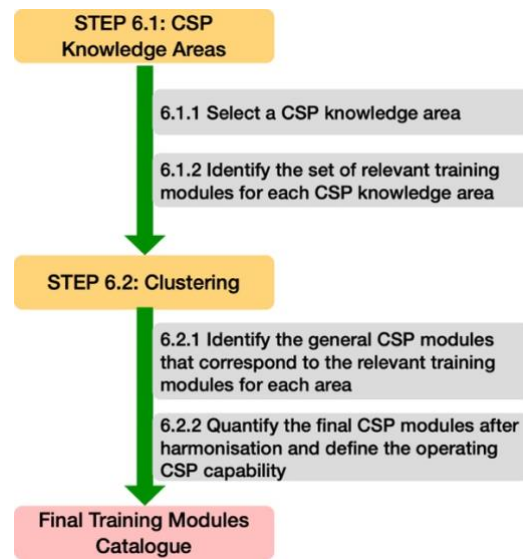 STEP 6.1: CSP
Knowledge Areas
6.1.1 Select a CSP knowledge area
6.1.2 Identify the set of relevant training
modules for each CSP knowledge area
STEP 6.2: Clustering
6.2.1 Identify the general CSP modules
that correspond to the relevant training
modules for each area
6.2.2 Quantify the final CSP modules after
harmonisation and define the operating
CSP capability
Final Training Modules
Catalogue